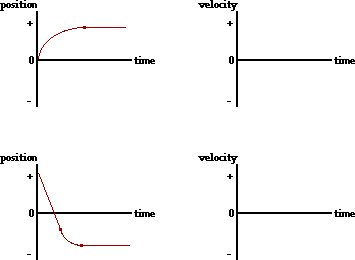 position
velocity
+
+
0
time
0
time
-
-
position
velocity
+
+
0
time
0
time
-
-